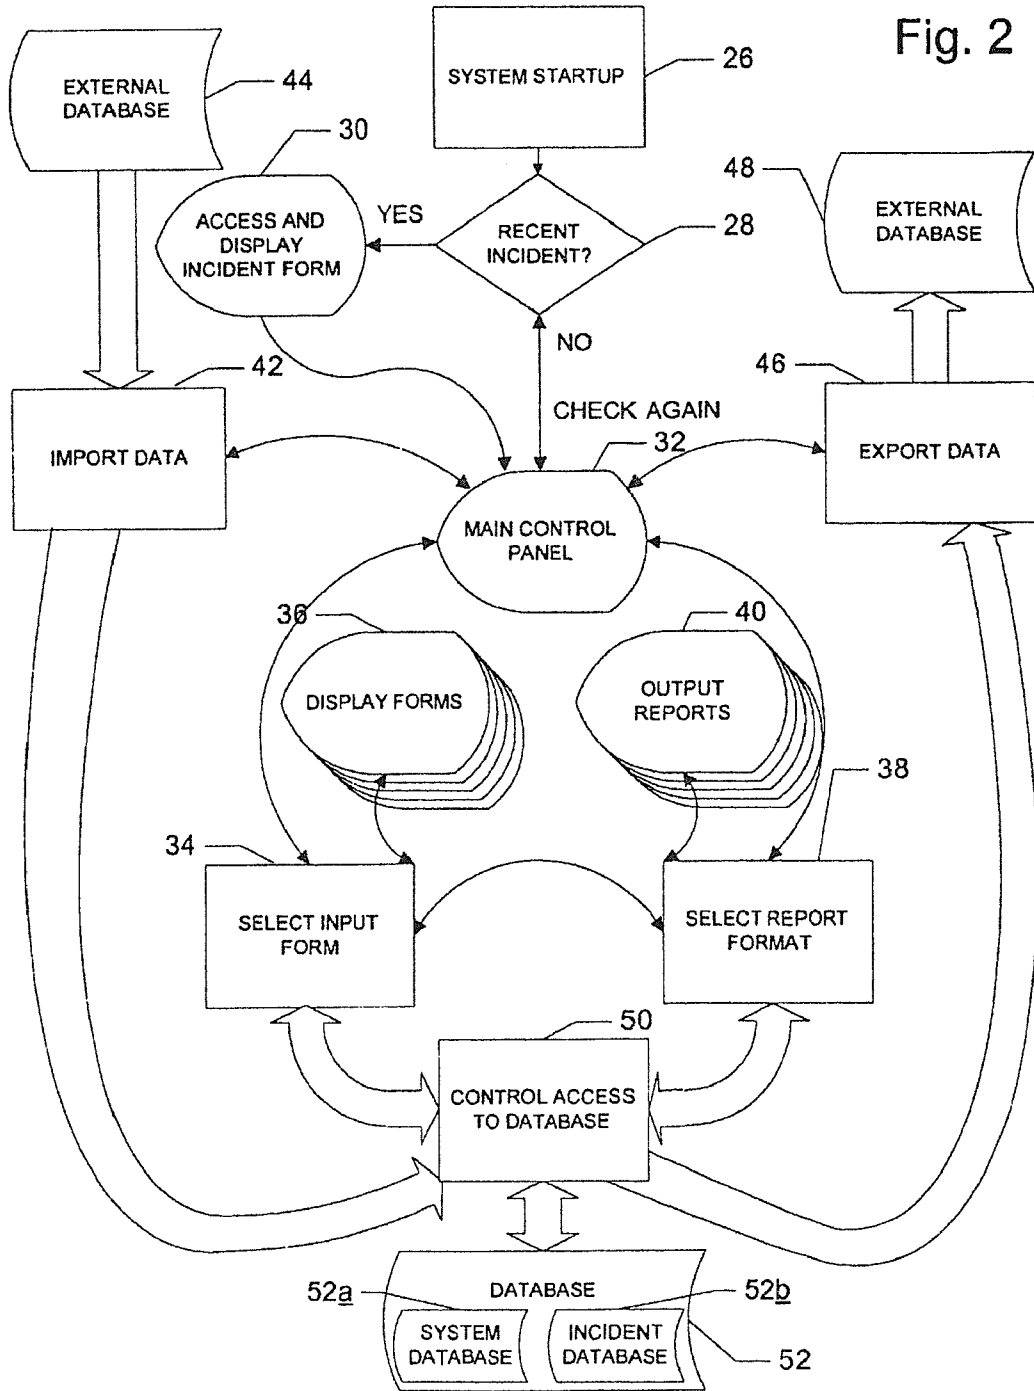 Fig. 2
EXTERNAL
DATABASE
44
SYSTEM STARTUP
26
30
48
ACCESS AND
DISPLAY
INCIDENT FORM
YES
RECENT
INCIDENT?
28
EXTERNAL
DATABASE
NO
42
46
CHECK AGAIN
32
IMPORT DATA
EXPORT DATA
MAIN CONTROL
PANEL
36
40
DISPLAY FORMS
OUTPUT
REPORTS
38
34
SELECT INPUT
FORM
SELECT REPORT
FORMAT
50
CONTROL ACCESS
TO DATABASE
52a
DATABASE
52b
SYSTEM
DATABASE
INCIDENT
DATABASE
52